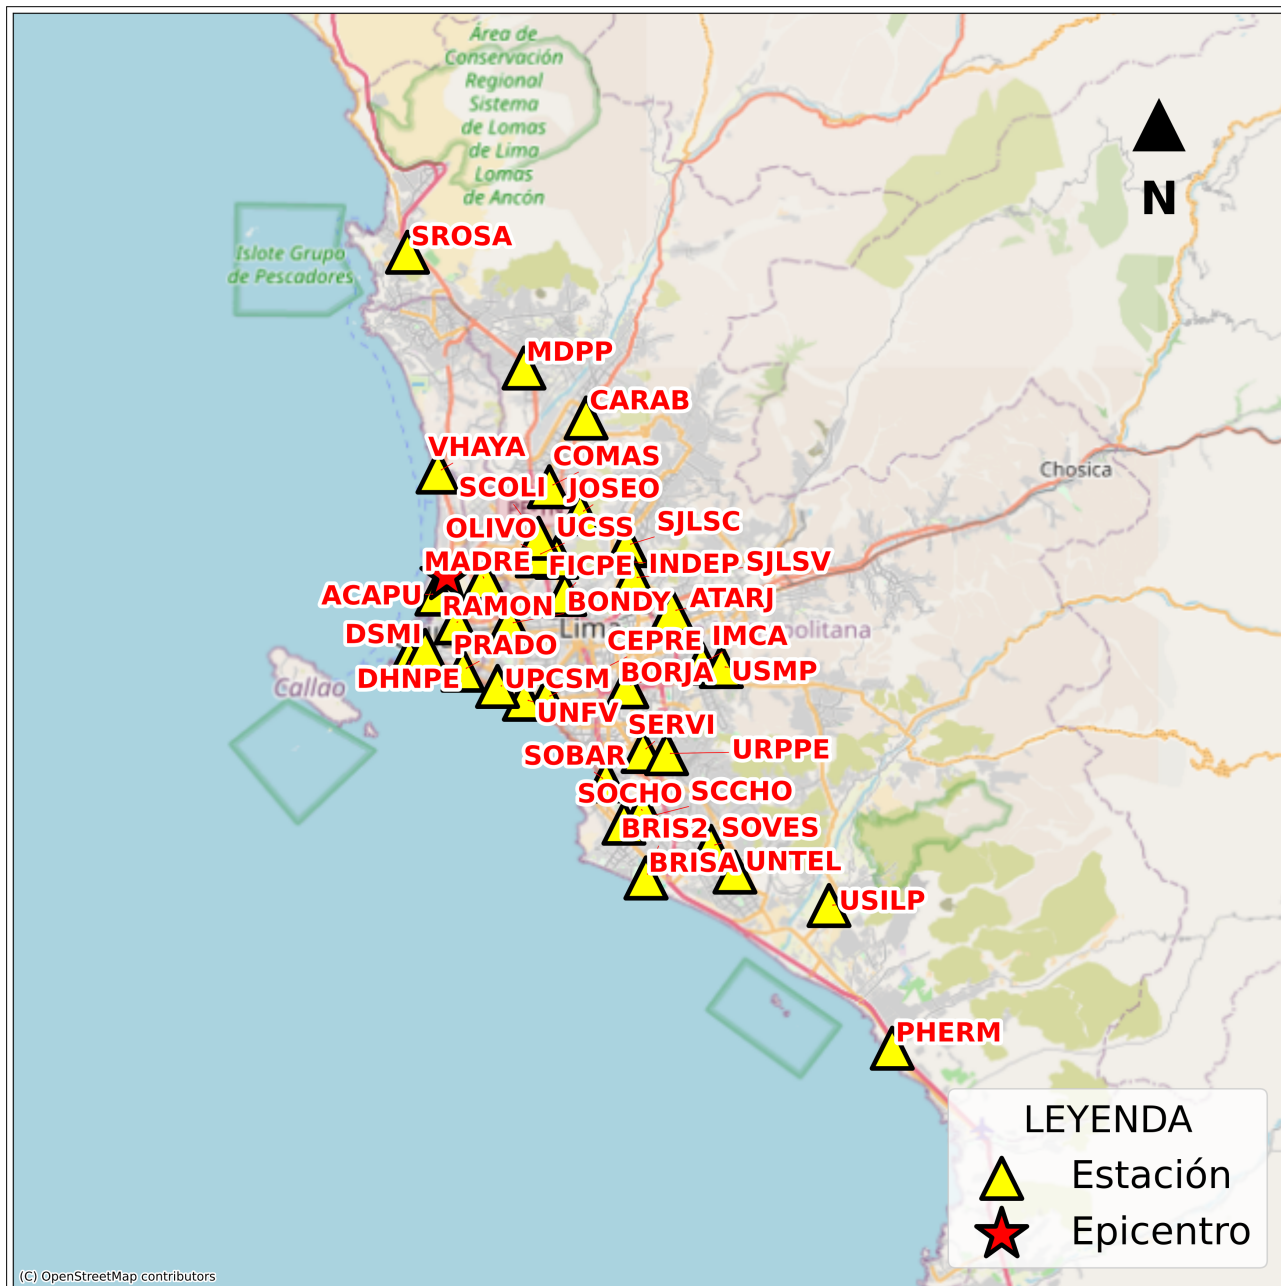 Área de
Conservación
Regional
Sistema
de Lomas
de Lima
Lomas
de Ancón
N
SROSA
Islote Grupo
de Pescadores
MDPP
CARAB
VHAYA
COMAS
Chosica
SCOLI
JOSEO
OLIVO
UCSS
SJLSC
MADRE
FICPE
INDEP
SJLSV
ACAPU
RAMON
BONDY
ATARJ
Lima
politana
DSMI
PRADO
CEPRE
IMCA
DHNPE
UPCSM
BORJA
USMP
Callao
UNFV
SERVI
SOBAR
URPPE
SOCHO
SCCHO
BRIS2
SOVES
BRISA
UNTEL
USILP
PHERM
LEYENDA
Estación
Epicentro
(C) OpenStreetMap contributors